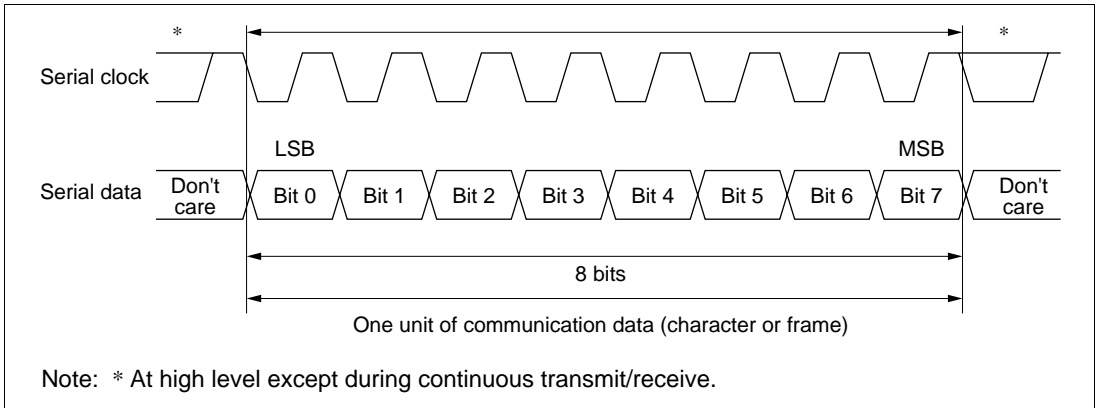 * *
Serial clock
LSB MSB
Serial data Don't care Bit 0 Bit 1 Bit 2 Bit 3 Bit 4 Bit 5 Bit 6 Bit 7 Don't care
8 bits
One unit of communication data (character or frame)
Note: * At high level except during continuous transmit/receive.